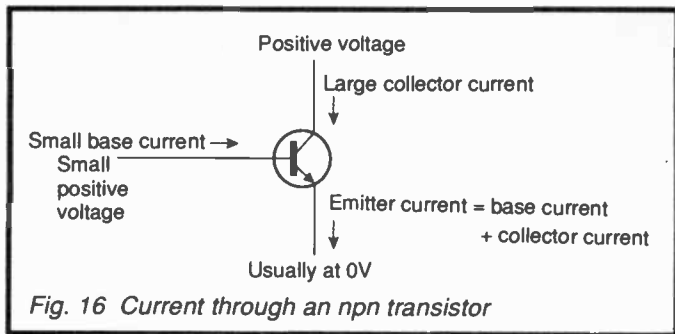 Positive voltage
Large collector current
Small base current
Small
positive
voltage
Emitter current = base current
+ collector current
Usually at 0V
Fig. 16 Current through an npn transistor